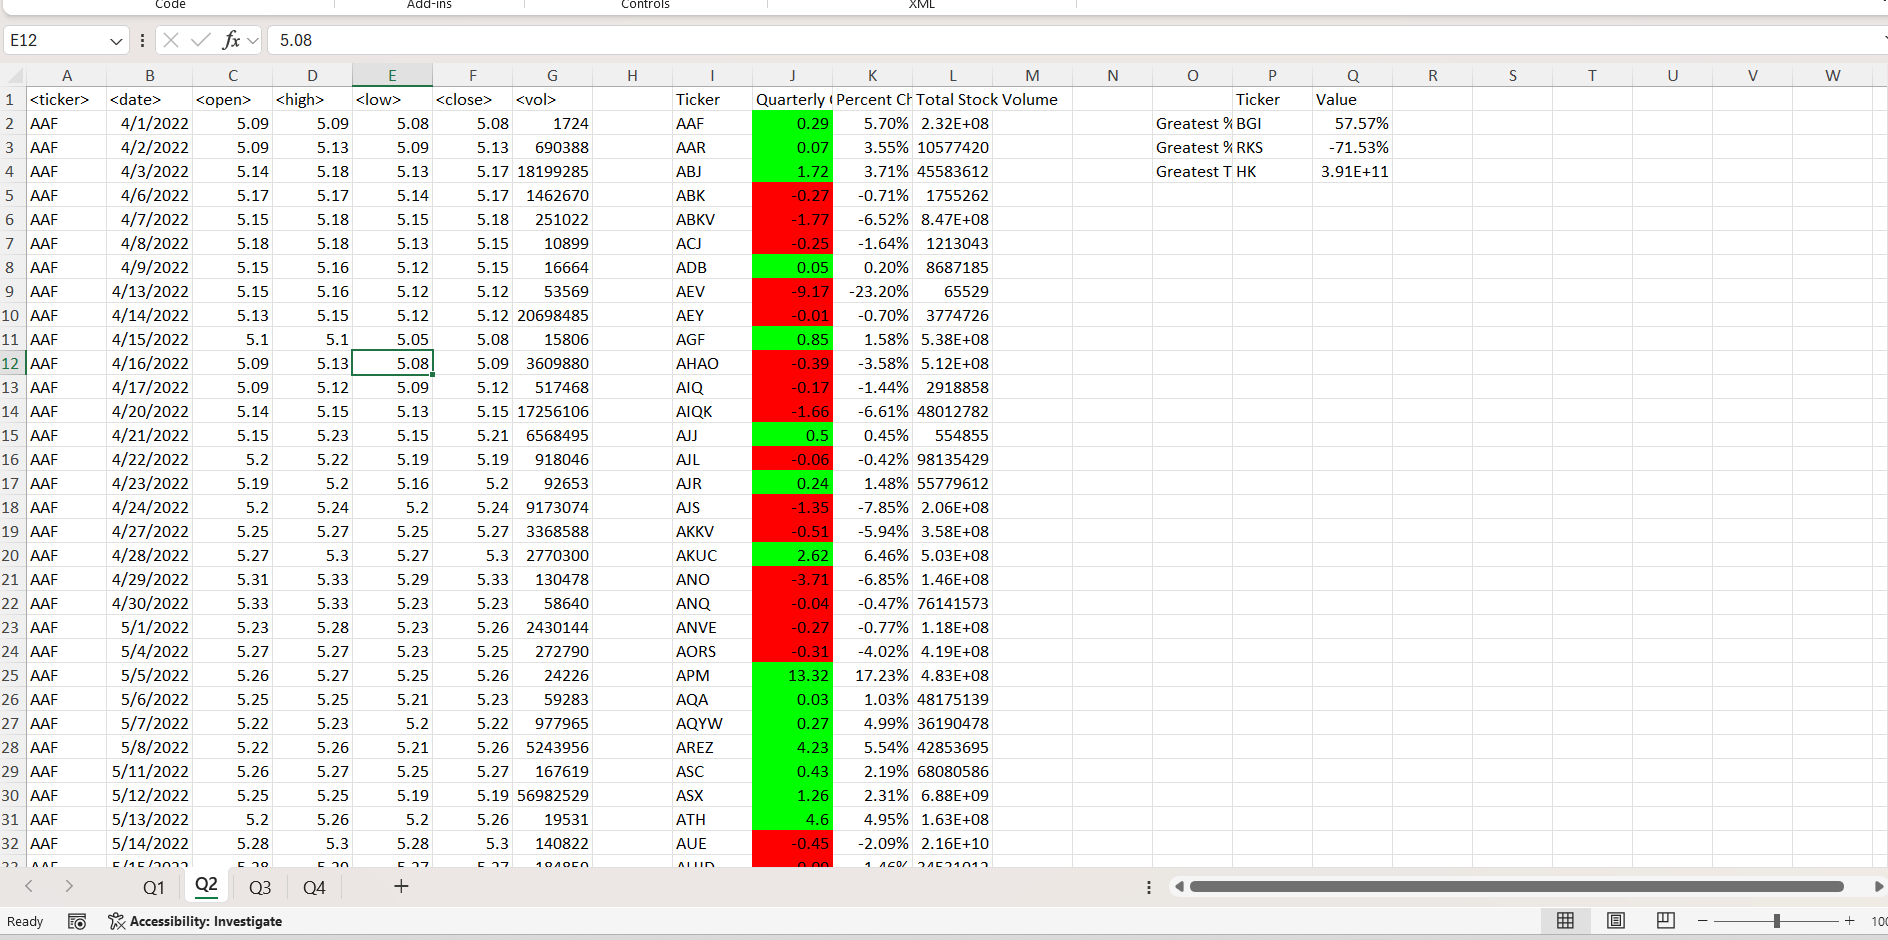 Code Add-ins Controls XML
E12 fx 5.08
A B C D E F G H I J K L M N O P Q R S T U V W
1 <ticker> <date> <open> <high> <low> <close> <vol> Ticker Quarterly Percent Ch Total Stock Volume Ticker Value
2 AAF 4/1/2022 5.09 5.09 5.08 5.08 1724 AAF 0.29 5.70% 2.32E+08 Greatest % BGI 57.57%
3 AAF 4/2/2022 5.09 5.13 5.09 5.13 690388 AAR 0.07 3.55% 10577420 Greatest % RKS -71.53%
4 AAF 4/3/2022 5.14 5.18 5.13 5.17 18199285 ABJ 1.72 3.71% 45583612 Greatest T HK 3.91E+11
5 AAF 4/6/2022 5.17 5.17 5.14 5.17 1462670 ABK -0.27 -0.71% 1755262
6 AAF 4/7/2022 5.15 5.18 5.15 5.18 251022 ABKV -1.77 -6.52% 8.47E+08
7 AAF 4/8/2022 5.18 5.18 5.13 5.15 10899 ACJ -0.25 -1.64% 1213043
8 AAF 4/9/2022 5.15 5.16 5.12 5.15 16664 ADB 0.05 0.20% 8687185
9 AAF 4/13/2022 5.15 5.16 5.12 5.12 53569 AEV -9.17 -23.20% 65529
10 AAF 4/14/2022 5.13 5.15 5.12 5.12 20698485 AEY -0.01 -0.70% 3774726
11 AAF 4/15/2022 5.1 5.1 5.05 5.08 15806 AGF 0.85 1.58% 5.38E+08
12 AAF 4/16/2022 5.09 5.13 5.08 5.09 3609880 AHAO -0.39 -3.58% 5.12E+08
13 AAF 4/17/2022 5.09 5.12 5.09 5.12 517468 AIQ -0.17 -1.44% 2918858
14 AAF 4/20/2022 5.14 5.15 5.13 5.15 17256106 AIQK -1.66 -6.61% 48012782
15 AAF 4/21/2022 5.15 5.23 5.15 5.21 6568495 AJJ 0.5 0.45% 554855
16 AAF 4/22/2022 5.2 5.22 5.19 5.19 918046 AJL -0.06 -0.42% 98135429
17 AAF 4/23/2022 5.19 5.2 5.16 5.2 92653 AJR 0.24 1.48% 55779612
18 AAF 4/24/2022 5.2 5.24 5.2 5.24 9173074 AJS -1.35 -7.85% 2.06E+08
19 AAF 4/27/2022 5.25 5.27 5.25 5.27 3368588 AKKV -0.51 -5.94% 3.58E+08
20 AAF 4/28/2022 5.27 5.3 5.27 5.3 2770300 AKUC 2.62 6.46% 5.03E+08
21 AAF 4/29/2022 5.31 5.33 5.29 5.33 130478 ANO -3.71 -6.85% 1.46E+08
22 AAF 4/30/2022 5.33 5.33 5.23 5.23 58640 ANQ -0.04 -0.47% 76141573
23 AAF 5/1/2022 5.23 5.28 5.23 5.26 2430144 ANVE -0.27 -0.77% 1.18E+08
24 AAF 5/4/2022 5.27 5.27 5.23 5.25 272790 AORS -0.31 -4.02% 4.19E+08
25 AAF 5/5/2022 5.26 5.27 5.25 5.26 24226 APM 13.32 17.23% 4.83E+08
26 AAF 5/6/2022 5.25 5.25 5.21 5.23 59283 AQA 0.03 1.03% 48175139
27 AAF 5/7/2022 5.22 5.23 5.2 5.22 977965 AQYW 0.27 4.99% 36190478
28 AAF 5/8/2022 5.22 5.26 5.21 5.26 5243956 AREZ 4.23 5.54% 42853695
29 AAF 5/11/2022 5.26 5.27 5.25 5.27 167619 ASC 0.43 2.19% 68080586
30 AAF 5/12/2022 5.25 5.25 5.19 5.19 56982529 ASX 1.26 2.31% 6.88E+09
31 AAF 5/13/2022 5.2 5.26 5.2 5.26 19531 ATH 4.6 4.95% 1.63E+08
32 AAF 5/14/2022 5.28 5.3 5.28 5.3 140822 AUE -0.45 -2.09% 2.16E+10
Q1 Q2 Q3 Q4 +
Ready Accessibility: Investigate